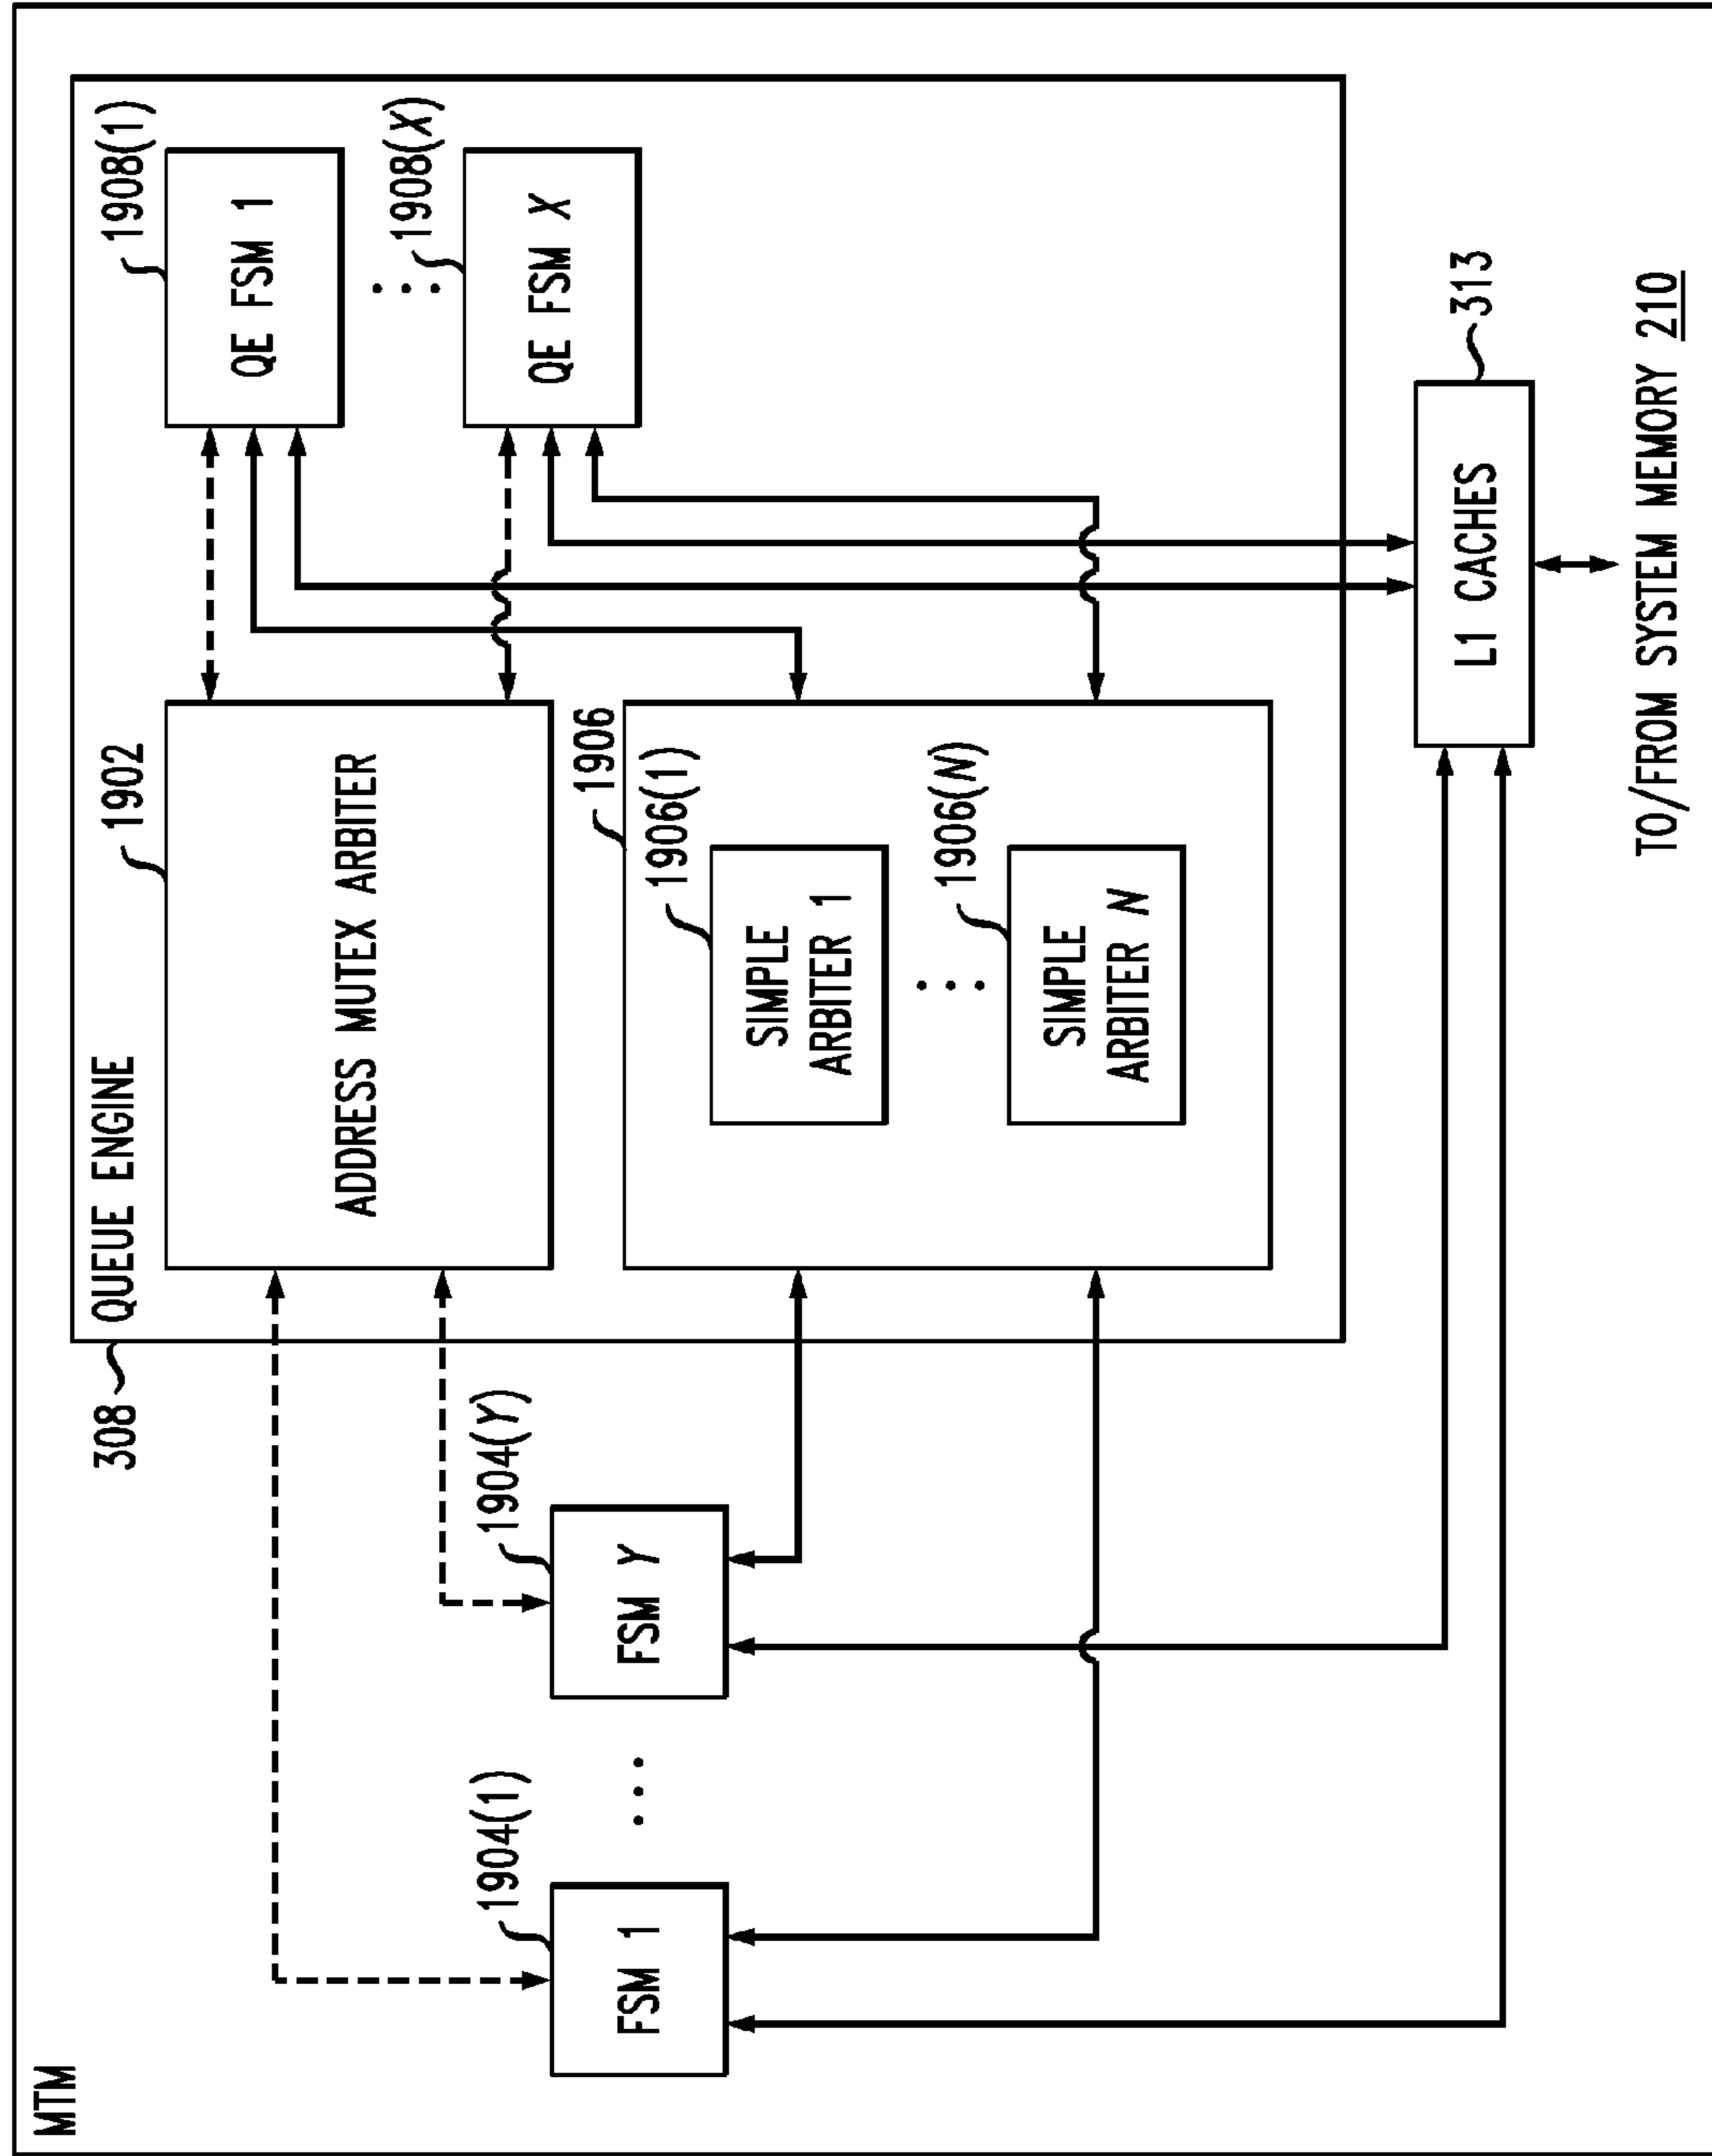 MTM
308
QUEUE ENGINE
1902
ADDRESS MUTEX ARBITER
1908(1)
QE FSM 1
1908(X)
QE FSM X
1904(1)
FSM 1
1904(Y)
FSM Y
1906
1906(1)
SIMPLE
ARBITER 1
1906(N)
SIMPLE
ARBITER N
L1 CACHES
313
TO/FROM SYSTEM MEMORY 210